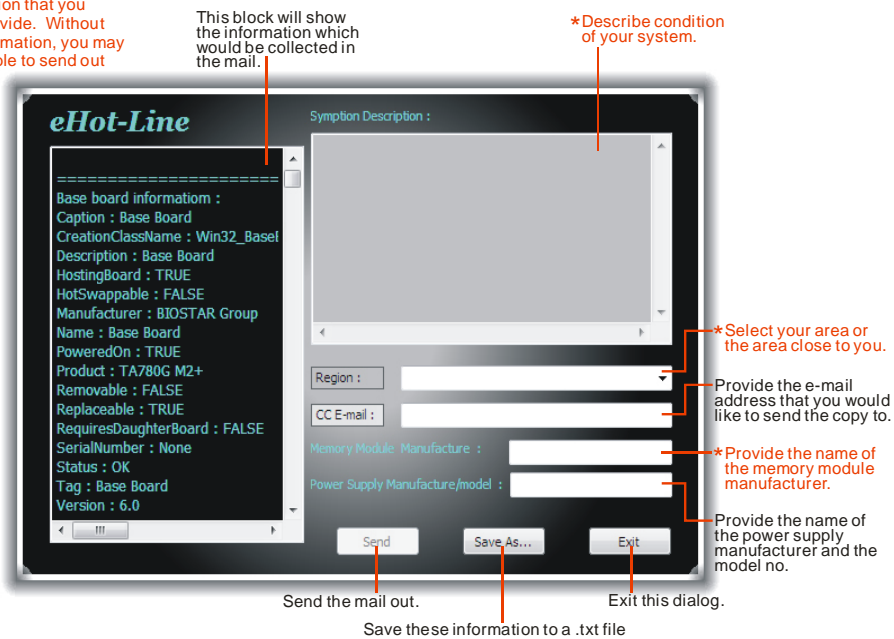 ion that you
vide. Without
mation, you may
ble to send out
This block will show
the information which
would be collected in
the mail.
*Describe condition
of your system.
eHot-Line
Symption Description :
=======================
Base board informatiom :
Caption : Base Board
CreationClassName : Win32_BaseB
Description : Base Board
HostingBoard : TRUE
HotSwappable : FALSE
Manufacturer : BIOSTAR Group
Name : Base Board
PoweredOn : TRUE
Product : TA780G M2+
Removable : FALSE
Replaceable : TRUE
RequiresDaughterBoard : FALSE
SerialNumber : None
Status : OK
Tag : Base Board
Version : 6.0
Region :
CC E-mail :
Memory Module Manufacture :
Power Supply Manufacture/model :
Send
Save As...
Exit
*Select your area or
the area close to you.
Provide the e-mail
address that you would
like to send the copy to.
*Provide the name of
the memory module
manufacturer.
Provide the name of
the power supply
manufacturer and the
model no.
Send the mail out.
Exit this dialog.
Save these information to a .txt file